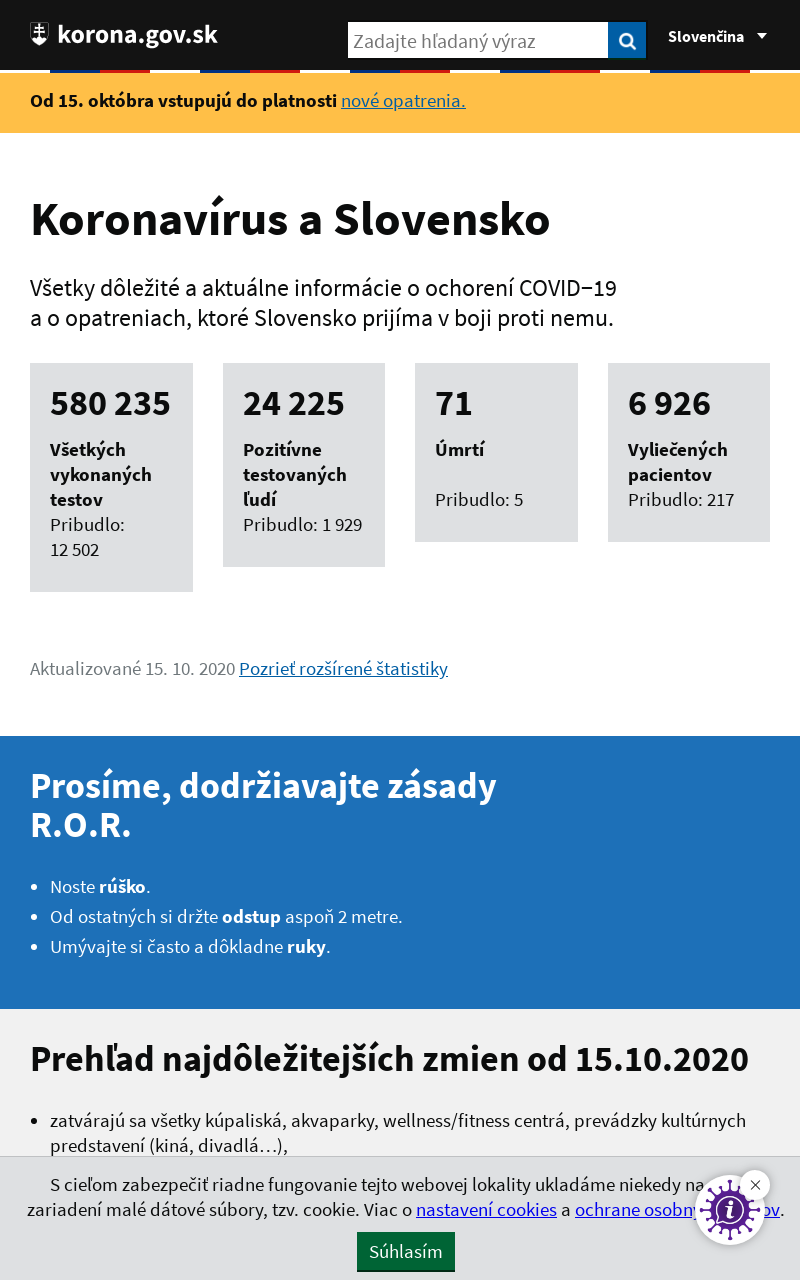 korona.gov.sk
Zadajte hľadaný výraz
Slovenčina
Od 15. októbra vstupujú do platnosti nové opatrenia.
Koronavírus a Slovensko
Všetky dôležité a aktuálne informácie o ochorení COVID–19
a o opatreniach, ktoré Slovensko prijíma v boji proti nemu.
580 235
Všetkých
vykonaných
testov
Pribudlo:
12 502
24 225
Pozitívne
testovaných
ľudí
Pribudlo: 1 929
71
Úmrtí
Pribudlo: 5
6 926
Vyliečených
pacientov
Pribudlo: 217
Aktualizované 15. 10. 2020 Pozrieť rozšírené štatistiky
Prosíme, dodržiavajte zásady
R.O.R.
Noste rúško.
Od ostatných si držte odstup aspoň 2 metre.
Umývajte si často a dôkladne ruky.
Prehľad najdôležitejších zmien od 15.10.2020
zatvárajú sa všetky kúpaliská, akvaparky, wellness/fitness centrá, prevádzky kultúrnych
predstavení (kiná, divadlá…),
S cieľom zabezpečiť riadne fungovanie tejto webovej lokality ukladáme niekedy na
zariadení malé dátové súbory, tzv. cookie. Viac o nastavení cookies a ochrane
Súhlasím